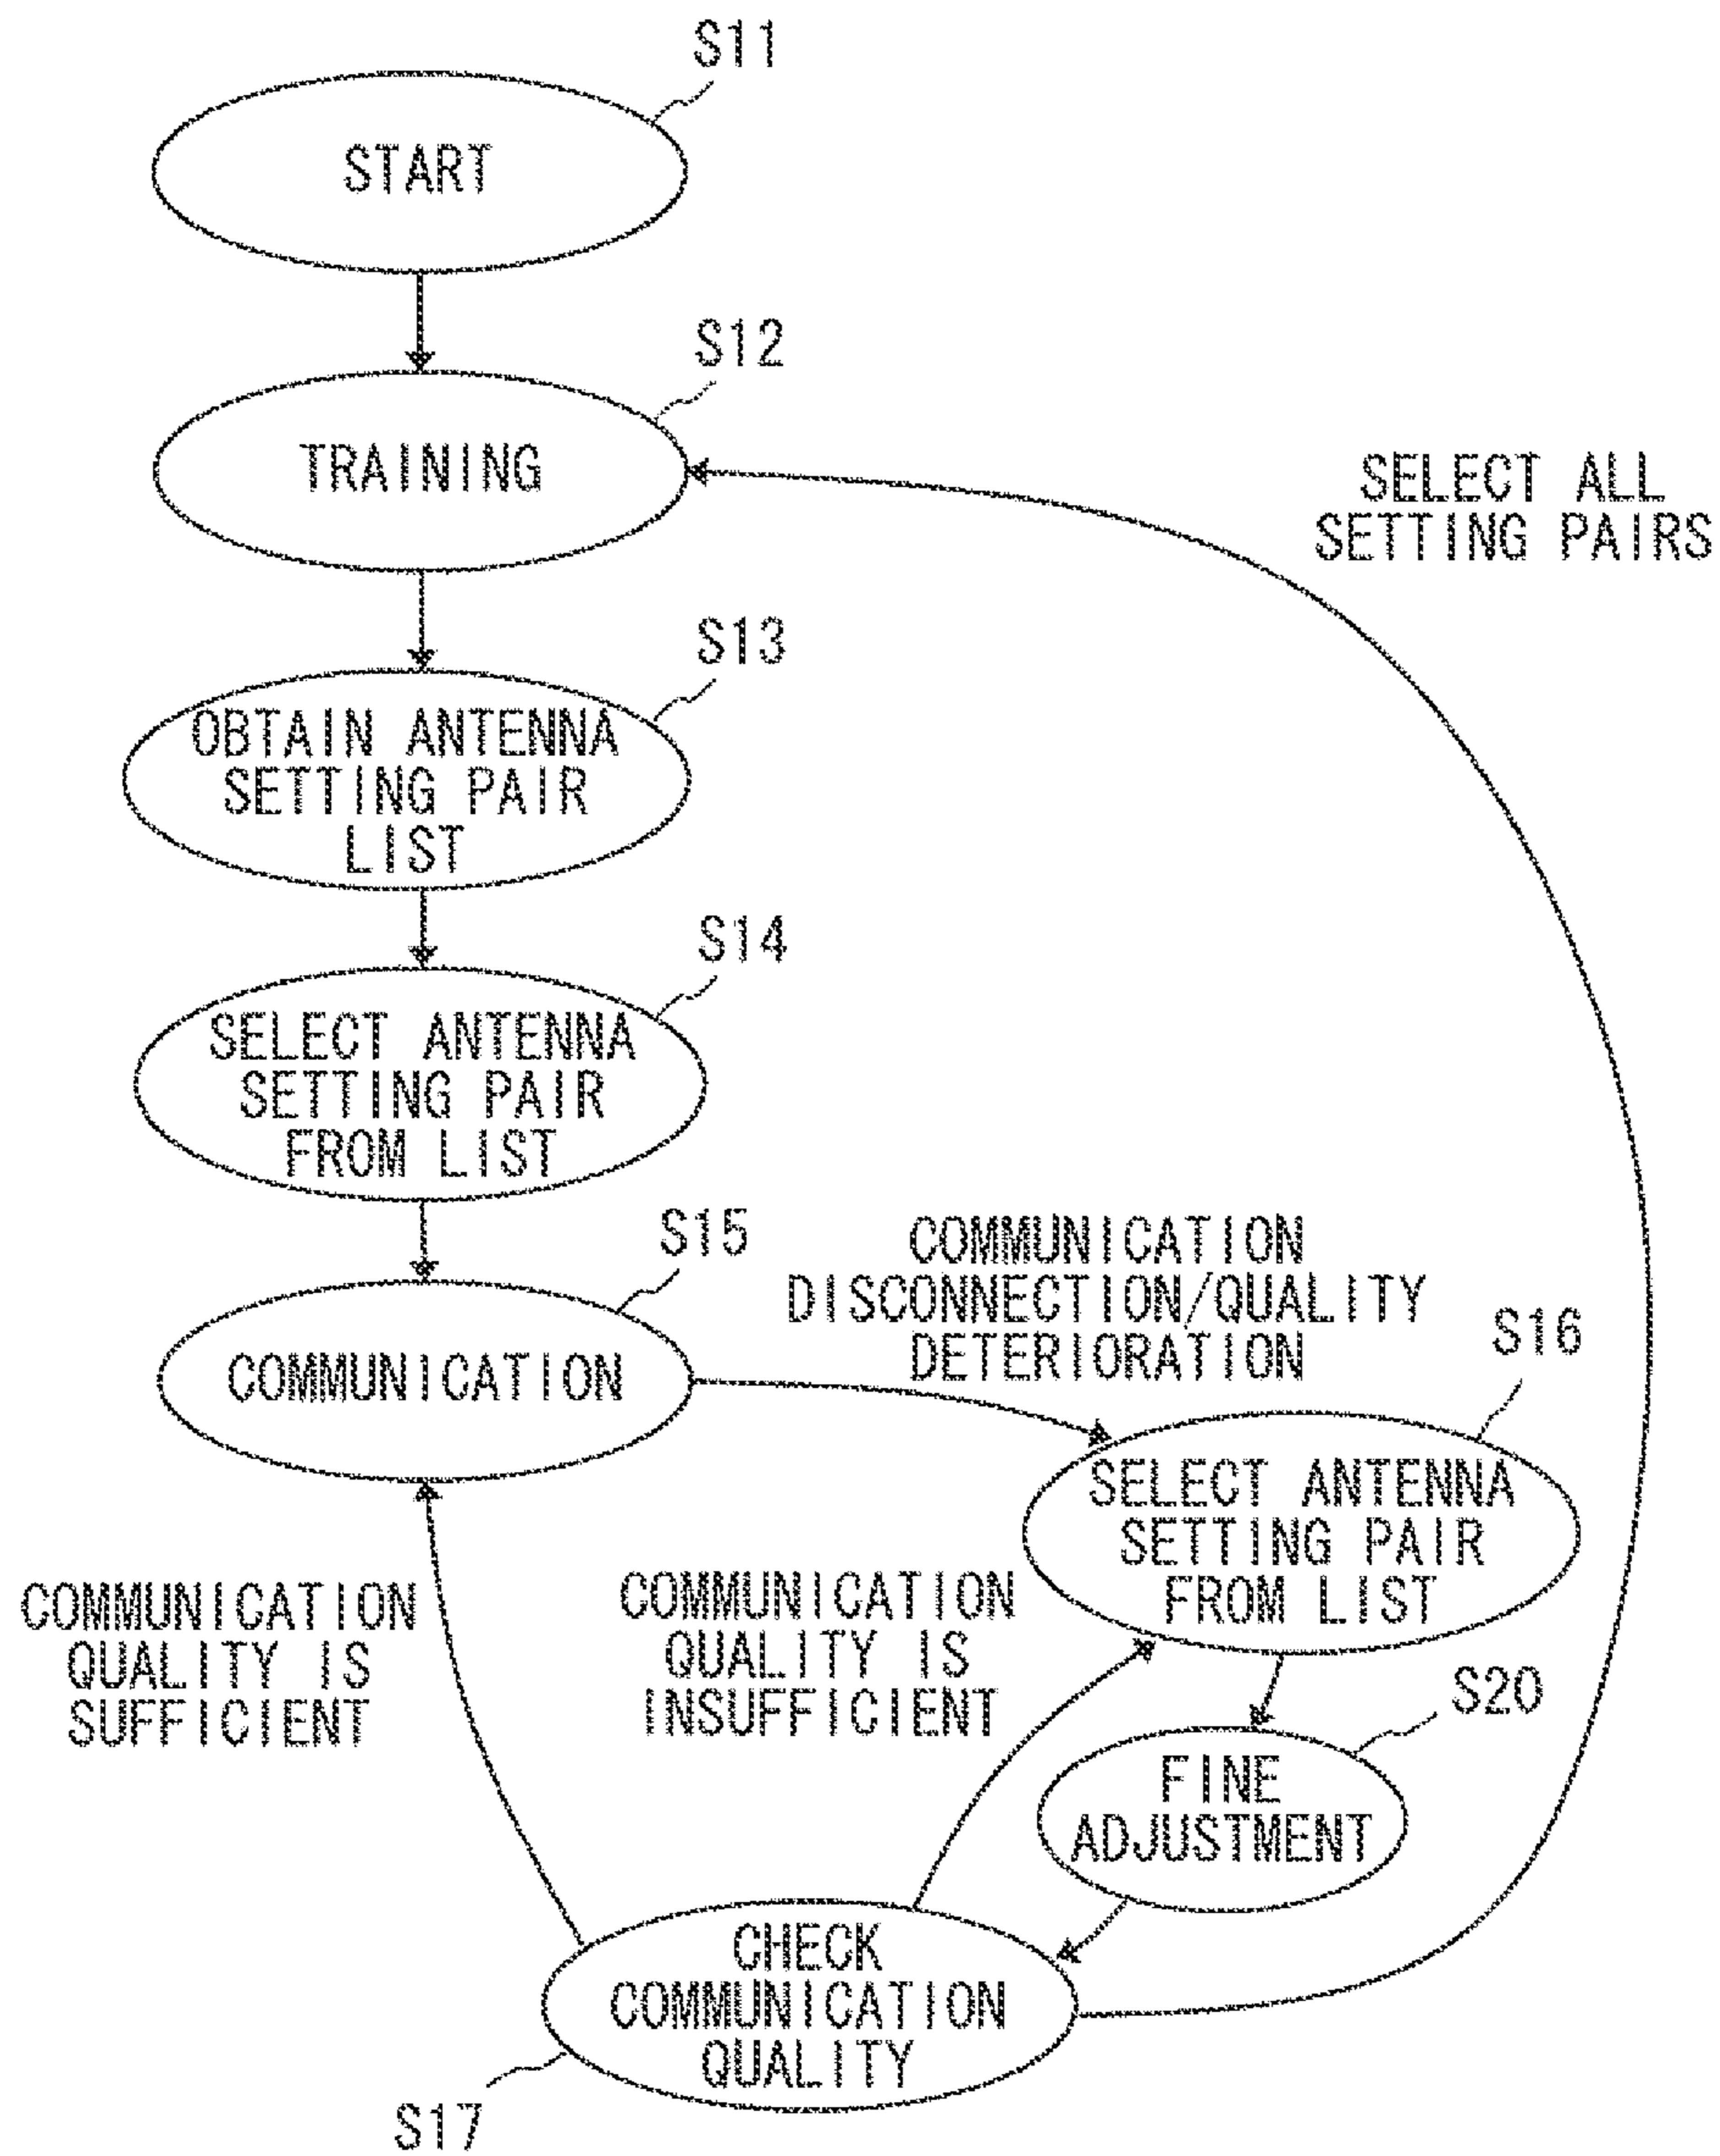 S11
START
S12
TRAINING
SELECT ALL
SETTING PAIRS
S13
OBTAIN ANTENNA
SETTING PAIR
LIST
S14
SELECT ANTENNA
SETTING PAIR
FROM LIST
S15
COMMUNICATION
COMMUNICATION
DISCONNECTION/QUALITY
DETERIORATION
S16
SELECT ANTENNA
SETTING PAIR
FROM LIST
COMMUNICATION
QUALITY IS
SUFFICIENT
COMMUNICATION
QUALITY IS
INSUFFICIENT
S20
FINE
ADJUSTMENT
CHECK
COMMUNICATION
QUALITY
S17